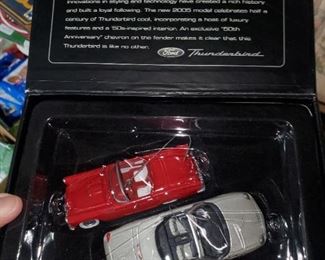 innovations in styling and technology have created a rich history
and built a loyal following. The new 2005 model celebrates half a
century of Thunderbird cool, incorporating a host of luxury
features and a '50s-inspired interior. An exclusive "50th
Anniversary" chevron on the fender makes it clear that this
Thunderbird is like no other.
Ford Thunderbird